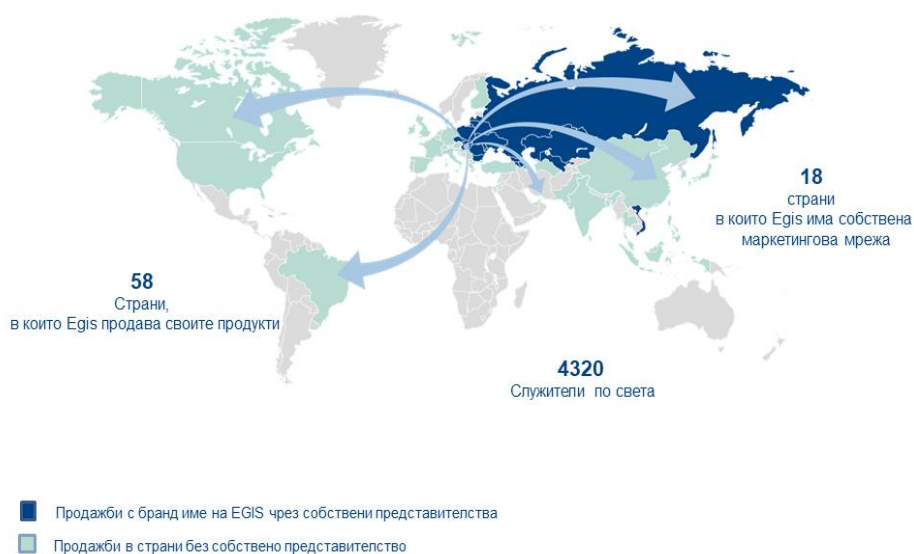 18
страни
в които Egis има собствена
маркетингова мрежа
58
Страни,
в които Egis продава своите продукти
4320
Служители по света
Продажби с бранд име на EGIS чрез собствени представителства
Продажби в страни без собствено представителство